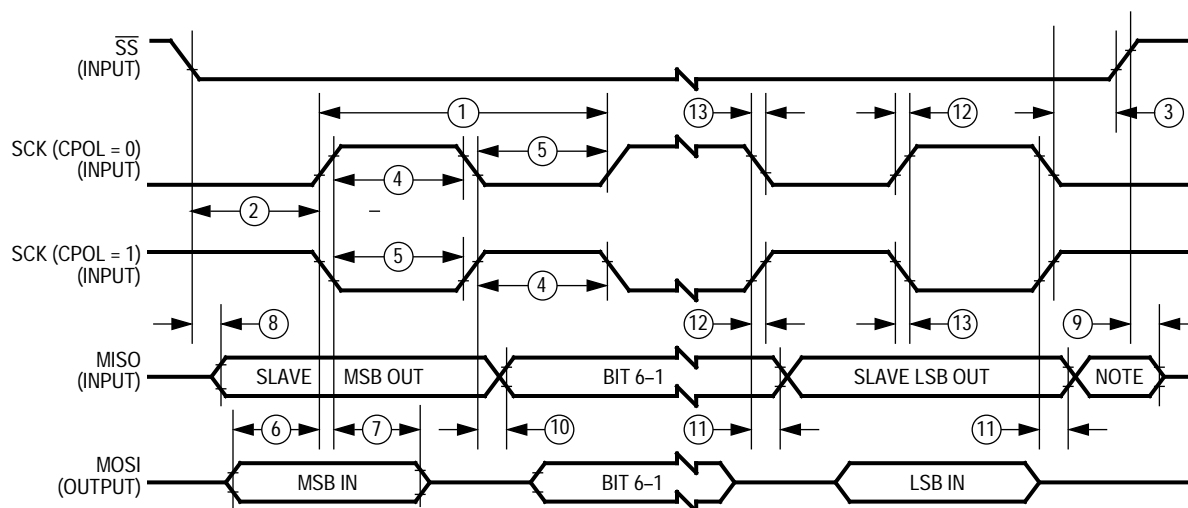 SS
(INPUT)
1
13
12
3
SCK (CPOL = 0)
(INPUT)
5
4
2
–
SCK (CPOL = 1)
(INPUT)
5
4
8
12
13
9
MISO
(INPUT)
SLAVE MSB OUT
BIT 6–1
SLAVE LSB OUT
NOTE
6
7
10
11
11
MOSI
(OUTPUT)
MSB IN
BIT 6–1
LSB IN